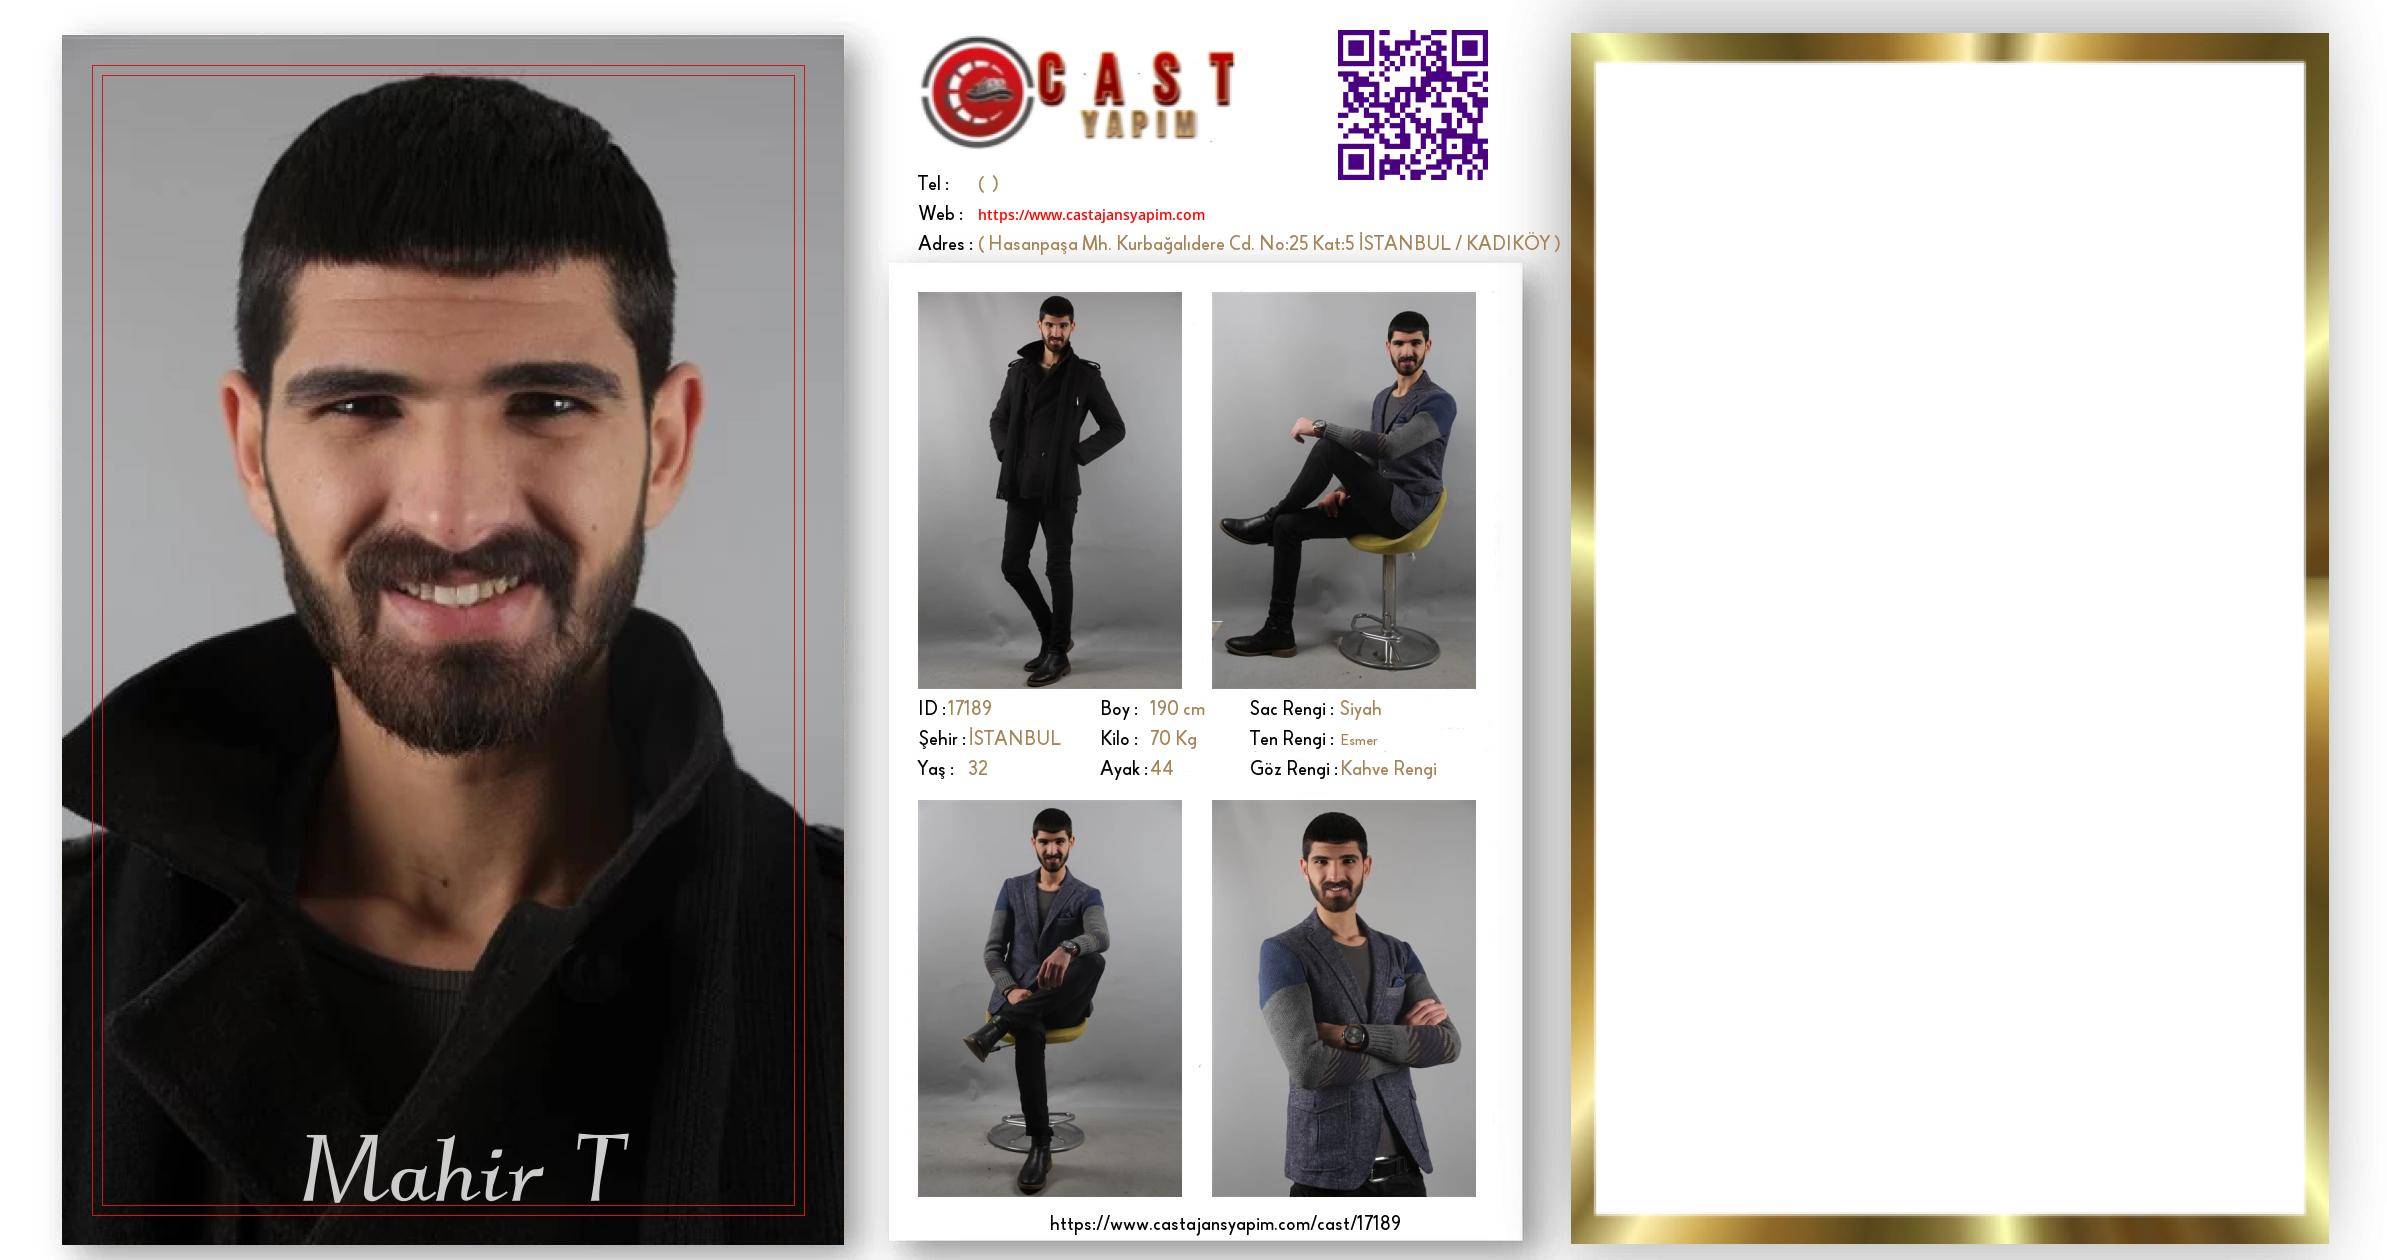 Mahir T
CAST
YAPIM
Tel : ( )
Web : https://www.castajansyapim.com
Adres : ( Hasanpaşa Mh. Kurbağalıdere Cd. No:25 Kat:5 İSTANBUL / KADIKÖY )
ID : 17189 Boy : 190 cm Sac Rengi : Siyah
Şehir : İSTANBUL Kilo : 70 Kg Ten Rengi : Esmer
Yaş : 32 Ayak : 44 Göz Rengi : Kahve Rengi
https://www.castajansyapim.com/cast/17189